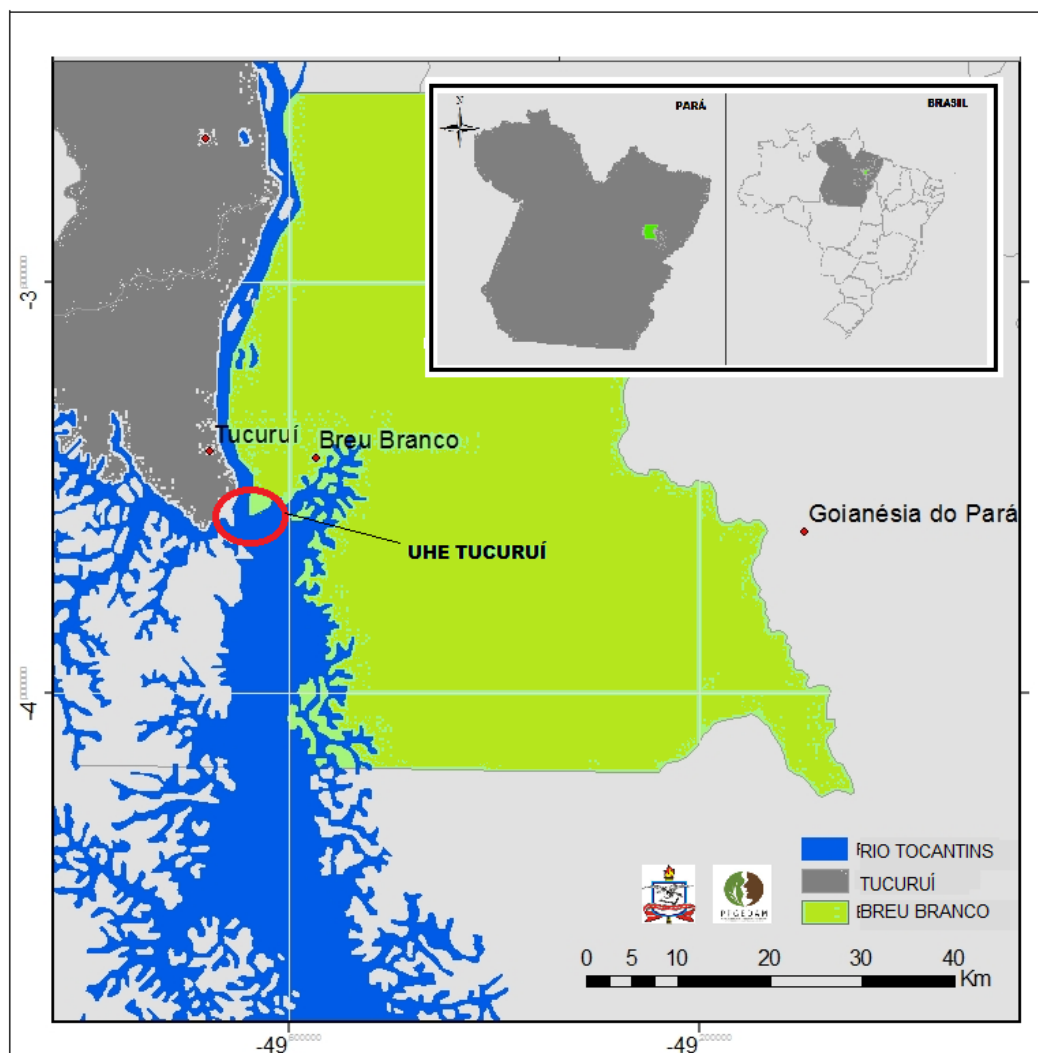 N
PARÁ
BRASIL
-3
Tucuruí
Breu Branco
Goianésia do Pará
UHE TUCURUÍ
-4
RIO TOCANTINS
TUCURUÍ
BREU BRANCO
PPGEDAM
0 5 10 20 30 40
Km
-49
-49